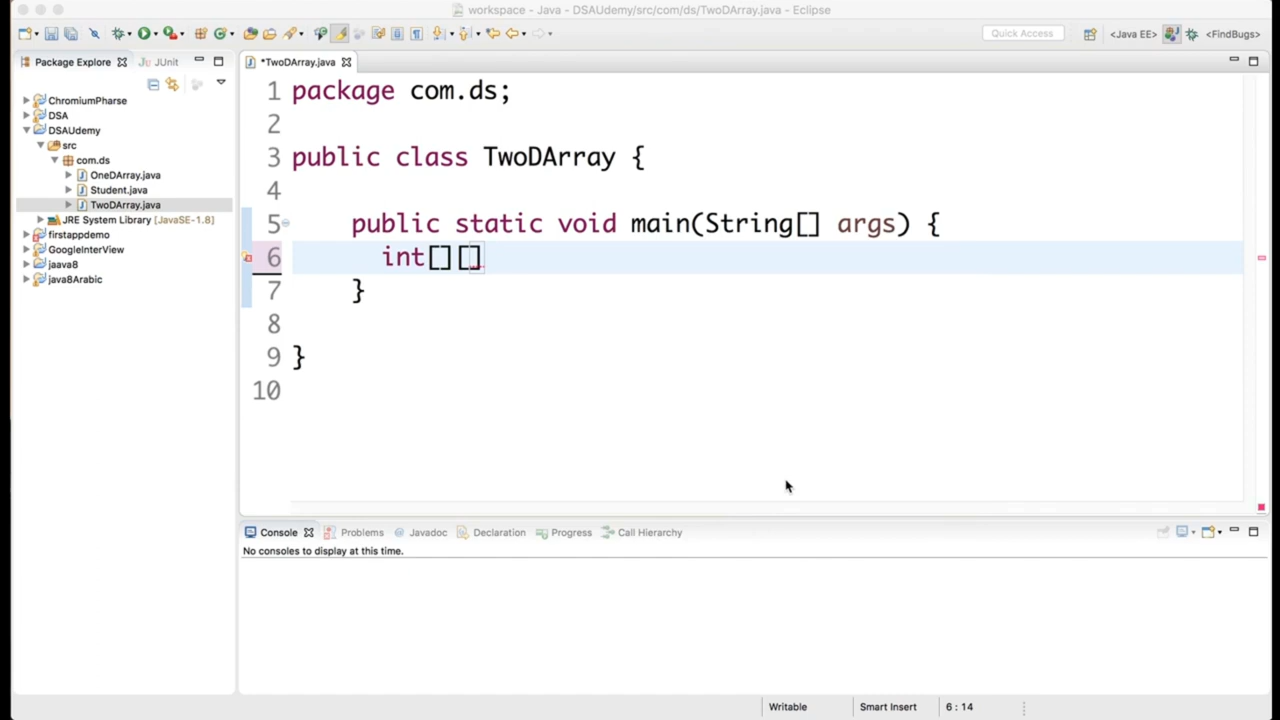 workspace - Java - DSAUdemy/src/com/ds/TwoDArray.java - Eclipse
Quick Access
<Java EE>
<FindBugs>
Package Explore
JUnit
*TwoDArray.java
ChromiumPharse
DSA
DSAUdemy
src
com.ds
OneDArray.java
Student.java
TwoDArray.java
JRE System Library [JavaSE-1.8]
firstappdemo
GoogleInterView
jaava8
java8Arabic
1 package com.ds;
2
3 public class TwoDArray {
4
5 public static void main(String[] args) {
6 int[][]
7 }
8
9 }
10
Console
Problems
Javadoc
Declaration
Progress
Call Hierarchy
No consoles to display at this time.
Writable
Smart Insert
6 : 14